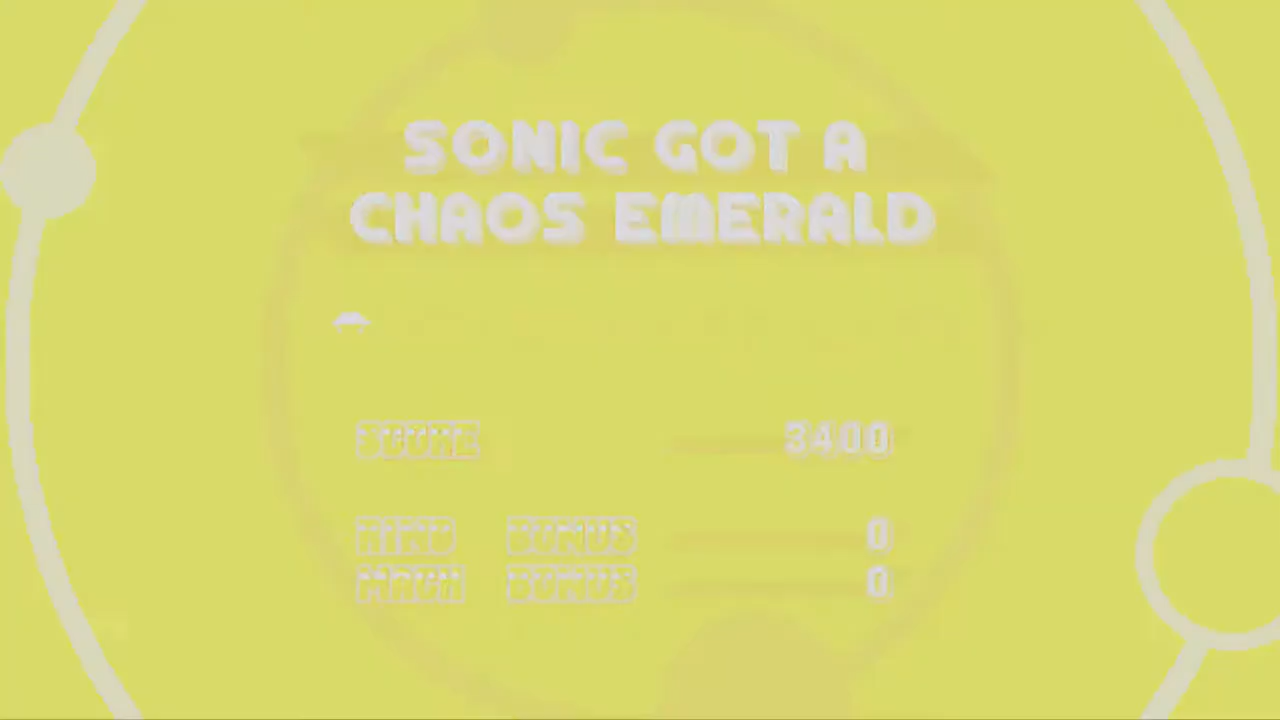 SONIC GOT A
CHAOS EMERALD
SCORE 3400
RING BONUS 0
MACH BONUS 0